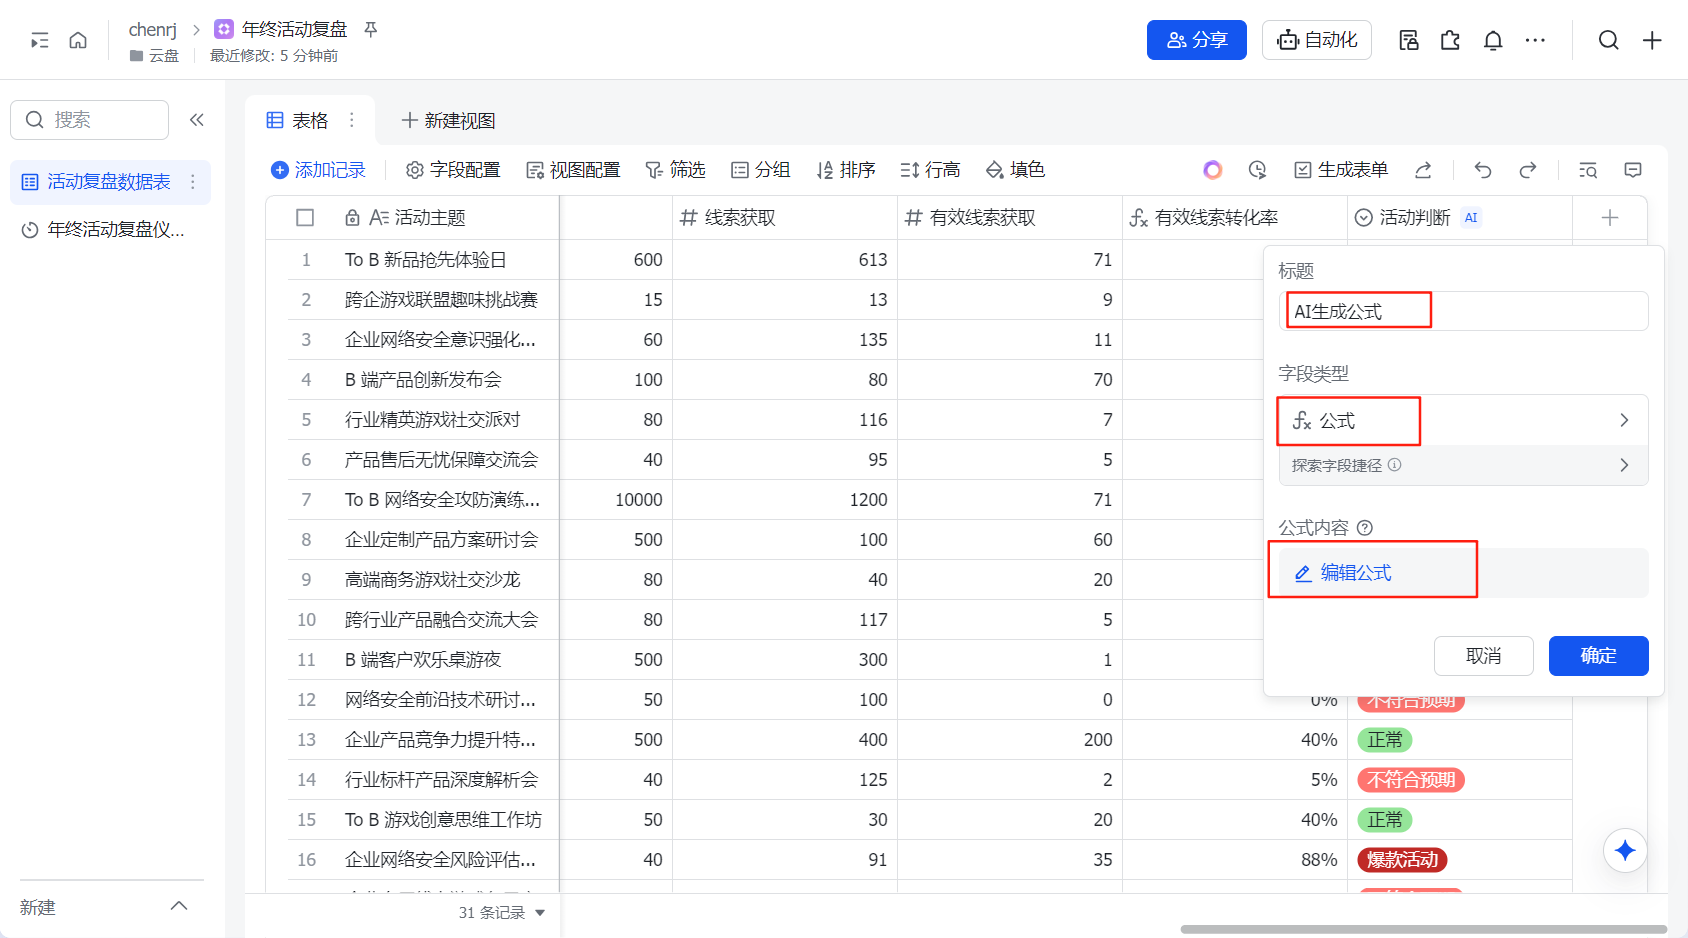 chenrj
年终活动复盘
云盘
最近修改: 5 分钟前
分享
自动化
搜索
活动复盘数据表
年终活动复盘仪...
新建
表格
新建视图
添加记录
字段配置
视图配置
筛选
分组
排序
行高
填色
生成表单
活动主题
线索获取
有效线索获取
有效线索转化率
活动判断 AI
1 To B 新品抢先体验日 600 613 71
2 跨企游戏联盟趣味挑战赛 15 13 9
3 企业网络安全意识强化... 60 135 11
4 B 端产品创新发布会 100 80 70
5 行业精英游戏社交派对 80 116 7
6 产品售后无忧保障交流会 40 95 5
7 To B 网络安全攻防演练... 10000 1200 71
8 企业定制产品方案研讨会 500 100 60
9 高端商务游戏社交沙龙 80 40 20
10 跨行业产品融合交流大会 80 117 5
11 B 端客户欢乐桌游夜 500 300 1
12 网络安全前沿技术研讨... 50 100 0 0% 不符合预期
13 企业产品竞争力提升特... 500 400 200 40% 正常
14 行业标杆产品深度解析会 40 125 2 5% 不符合预期
15 To B 游戏创意思维工作坊 50 30 20 40% 正常
16 企业网络安全风险评估... 40 91 35 88% 爆款活动
31 条记录
标题
AI生成公式
字段类型
公式
探索字段捷径
公式内容
编辑公式
取消
确定